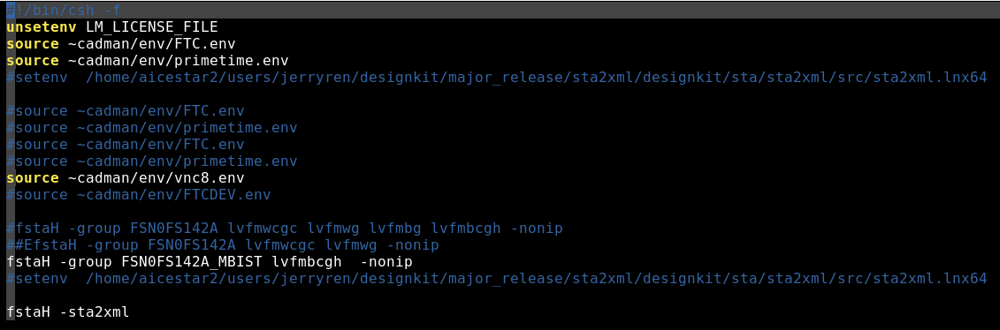 #!/bin/csh -f
unsetenv LM_LICENSE_FILE
source ~cadman/env/FTC.env
source ~cadman/env/primetime.env
#setenv  /home/aicestar2/users/jerryren/designkit/major_release/sta2xml/designkit/sta/sta2xml/src/sta2xml.lnx64
#source ~cadman/env/FTC.env
#source ~cadman/env/primetime.env
#source ~cadman/env/FTC.env
#source ~cadman/env/primetime.env
source ~cadman/env/vnc8.env
#source ~cadman/env/FTCDEV.env
#fstaH -group FSN0FS142A lvfmwcgc lvfmwg lvfmbg lvfmbcgh -nonip
##EfstaH -group FSN0FS142A lvfmwcgc lvfmwg -nonip
fstaH -group FSN0FS142A_MBIST lvfmbcgh  -nonip
#setenv  /home/aicestar2/users/jerryren/designkit/major_release/sta2xml/designkit/sta/sta2xml/src/sta2xml.lnx64
fstaH -sta2xml